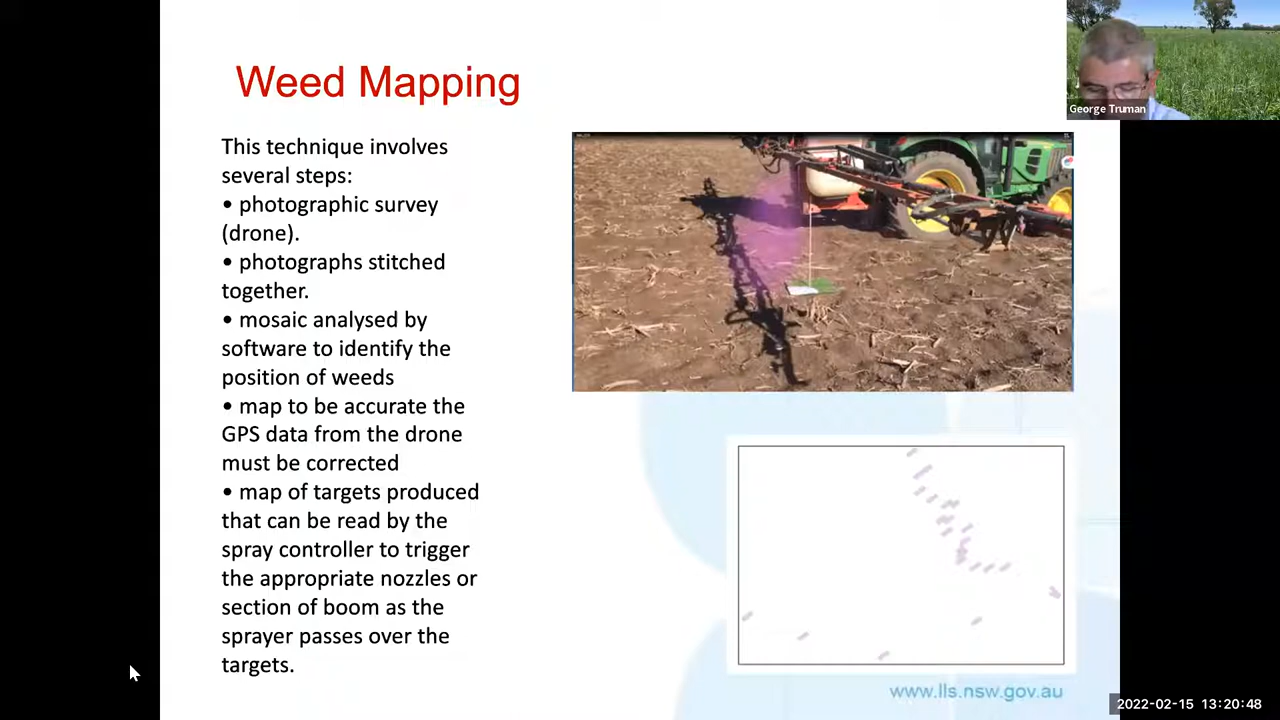 Weed Mapping
George Truman
This technique involves
several steps:
• photographic survey
(drone).
• photographs stitched
together.
• mosaic analysed by
software to identify the
position of weeds
• map to be accurate the
GPS data from the drone
must be corrected
• map of targets produced
that can be read by the
spray controller to trigger
the appropriate nozzles or
section of boom as the
sprayer passes over the
targets.
www.lls.nsw.gov.au
2022-02-15 13:20:48